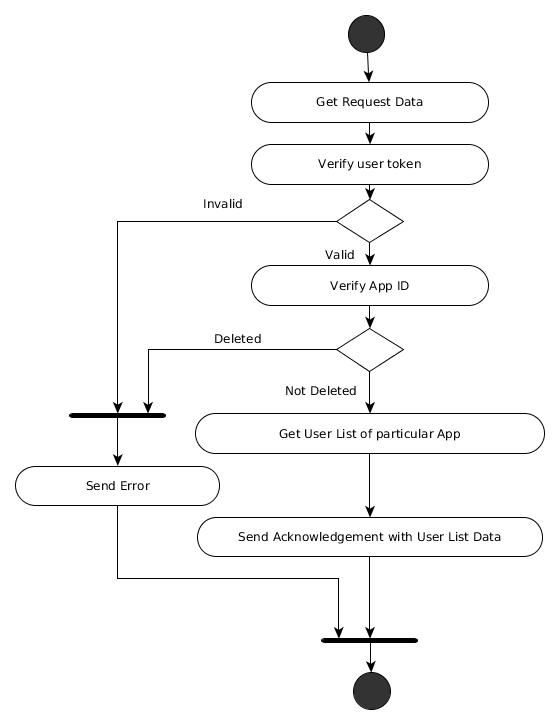 Get Request Data
Verify user token
Invalid
Valid
Verify App ID
Deleted
Not Deleted
Get User List of particular App
Send Error
Send Acknowledgement with User List Data